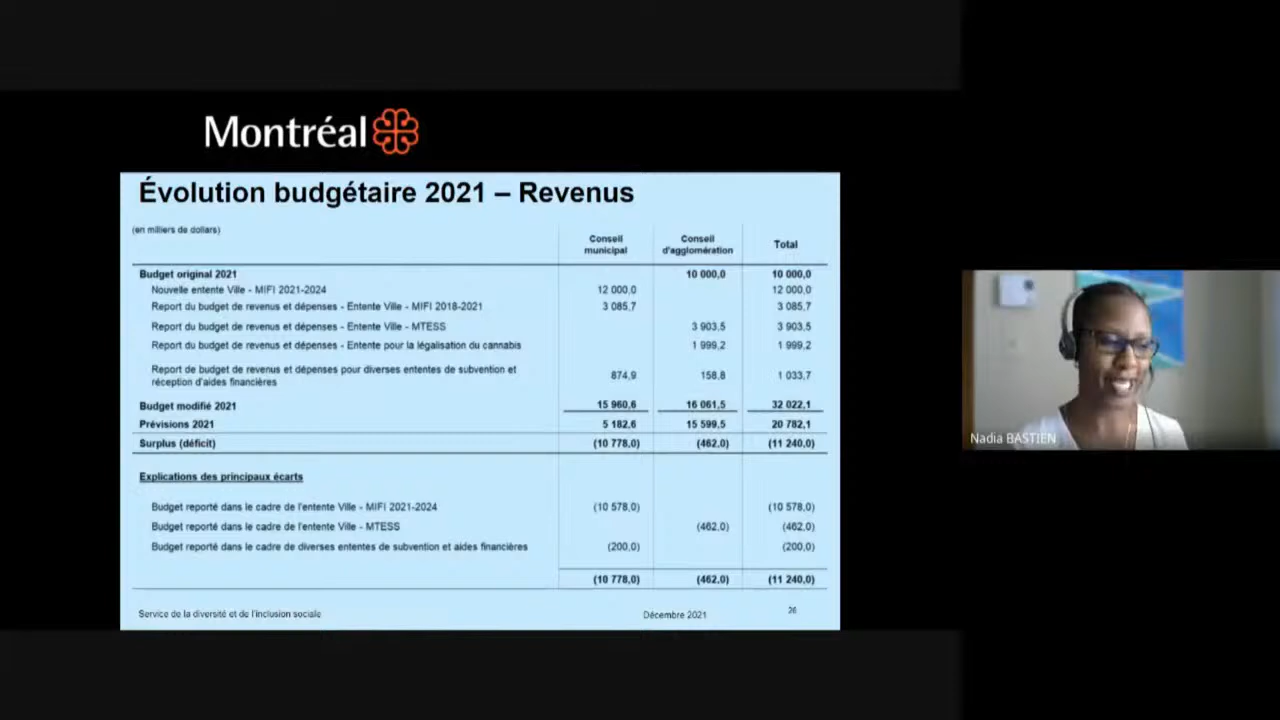 Montréal
Évolution budgétaire 2021 – Revenus
(en milliers de dollars)
Conseil municipal Conseil d'agglomération Total
Budget original 2021 10 000,0 10 000,0
Nouvelle entente Ville - MIFI 2021-2024 12 000,0 12 000,0
Report du budget de revenus et dépenses - Entente Ville - MIFI 2018-2021 3 085,7 3 085,7
Report du budget de revenus et dépenses - Entente Ville - MTESS 3 903,5 3 903,5
Report du budget de revenus et dépenses - Entente pour la légalisation du cannabis 1 999,2 1 999,2
Report de budget de revenus et dépenses pour diverses ententes de subvention et
réception d'aides financières 874,9 158,8 1 033,7
Budget modifié 2021 15 960,6 16 061,5 32 022,1
Prévisions 2021 5 182,6 15 599,5 20 782,1
Surplus (déficit) (10 778,0) (462,0) (11 240,0)
Explications des principaux écarts
Budget reporté dans le cadre de l'entente Ville - MIFI 2021-2024 (10 578,0) (10 578,0)
Budget reporté dans le cadre de l'entente Ville - MTESS (462,0) (462,0)
Budget reporté dans le cadre de diverses ententes de subvention et aides financières (200,0) (200,0)
(10 778,0) (462,0) (11 240,0)
Service de la diversité et de l'inclusion sociale Décembre 2021 26
Nadia BASTIEN